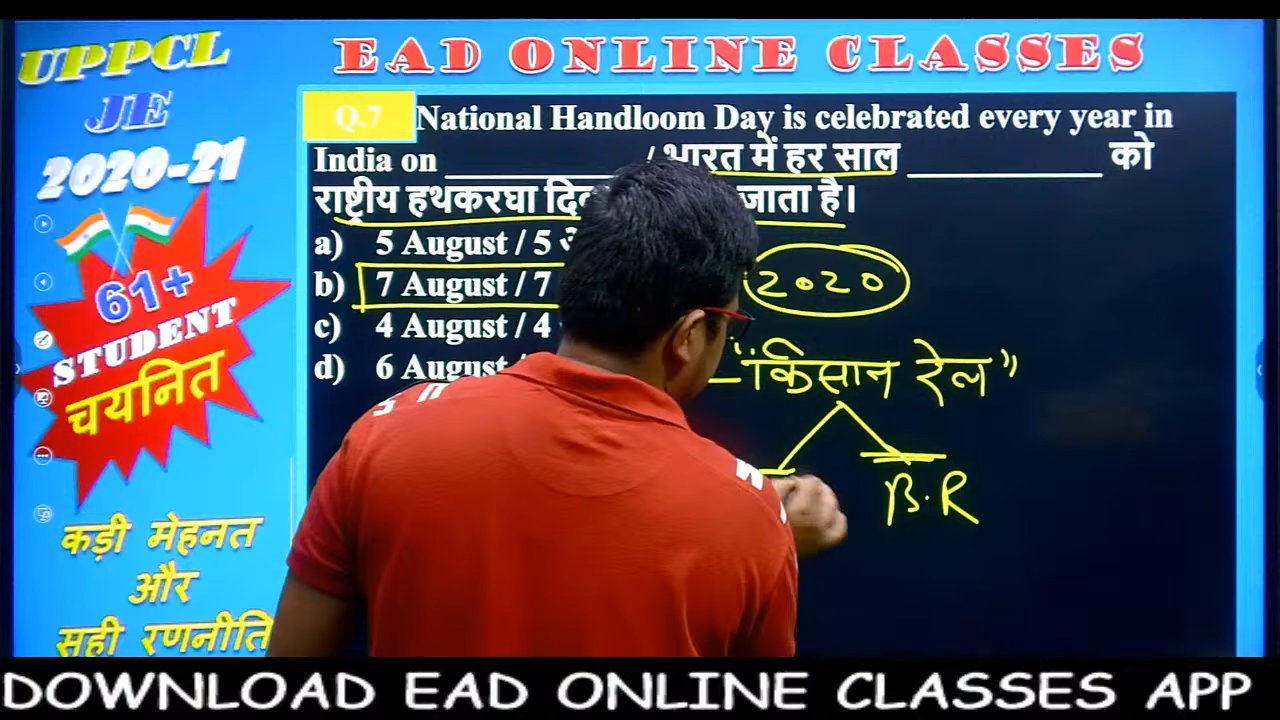 UPPCL
JE
2020-21
61+
STUDENT
चयनित
कड़ी मेहनत
और
सही रणनीति
EAD ONLINE CLASSES
Q.7 National Handloom Day is celebrated every year in
India on ____________ / भारत में हर साल ____________ को
राष्ट्रीय हथकरघा जाता है।
a) 5 August / 5
b) 7 August / 7 2020
c) 4 August / 4
d) 6 August
– "किसान रेल"
B.R
DOWNLOAD EAD ONLINE CLASSES APP